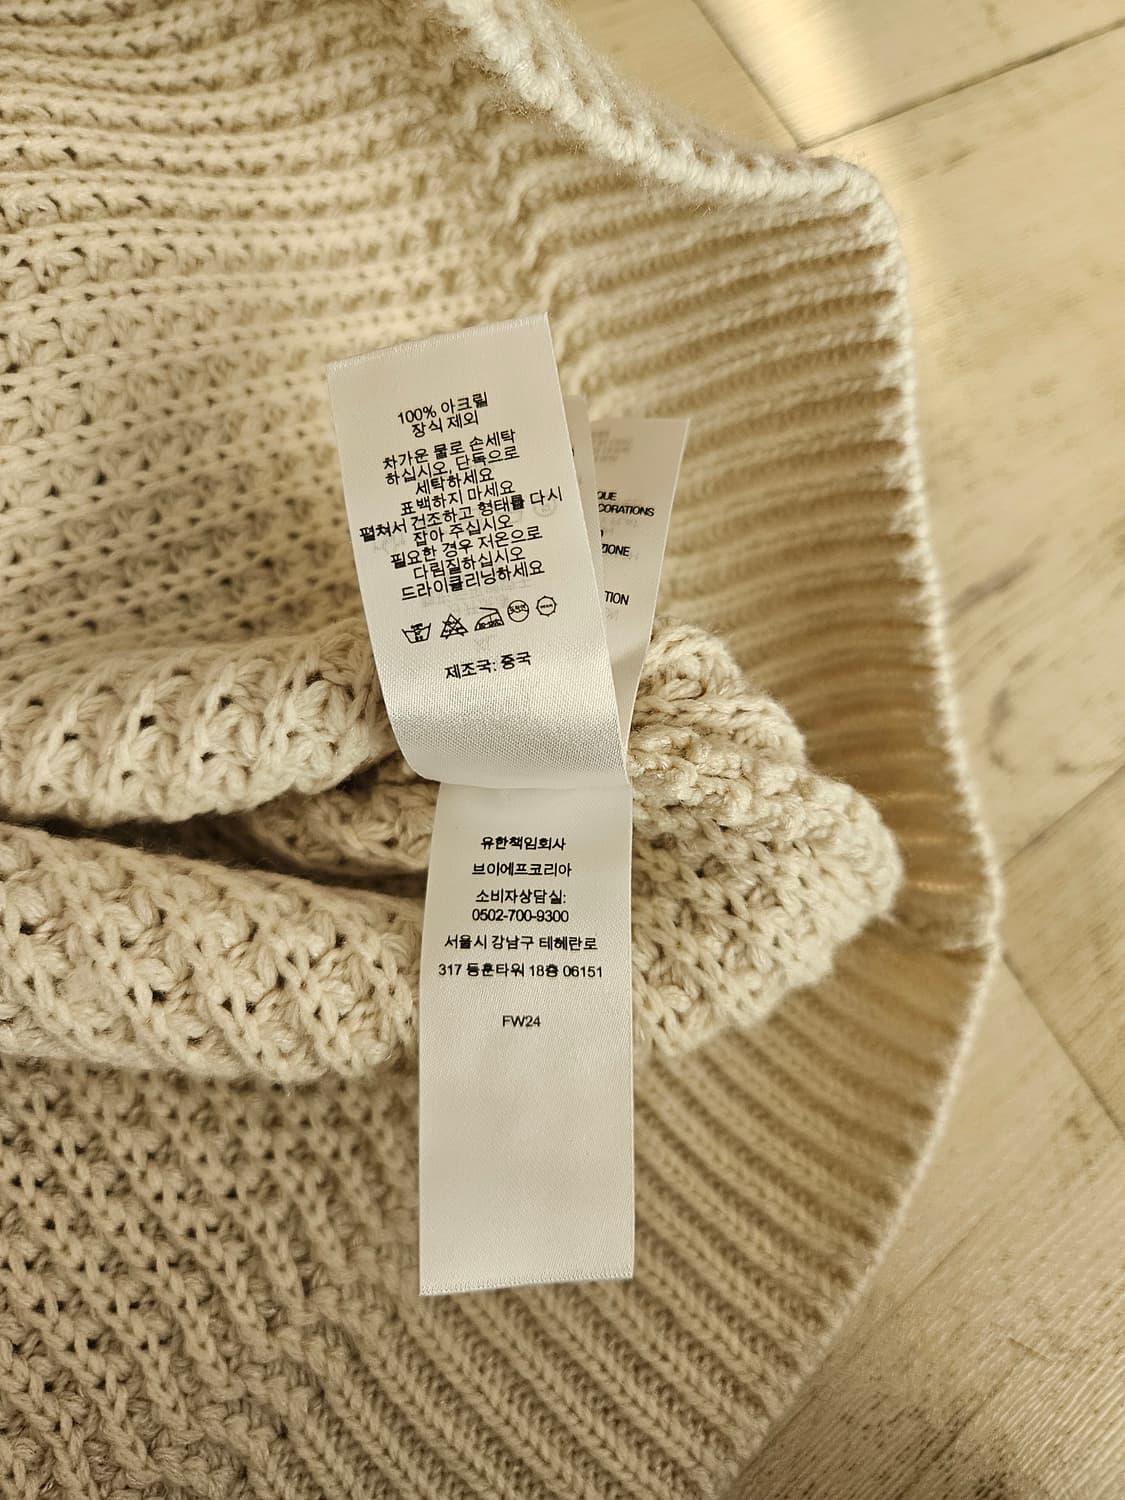 100% 아크릴
장식 제외
차가운 물로 손세탁
하십시오, 단독으로
세탁하세요
표백하지 마세요
펼쳐서 건조하고 형태를 다시
잡아 주십시오
필요한 경우 저온으로
다림질하십시오
드라이클리닝하세요
제조국: 중국
QUE
CORATIONS
ZIONE
TION
유한책임회사
브이에프코리아
소비자상담실:
0502-700-9300
서울시 강남구 테헤란로
317 동훈타워 18층 06151
FW24